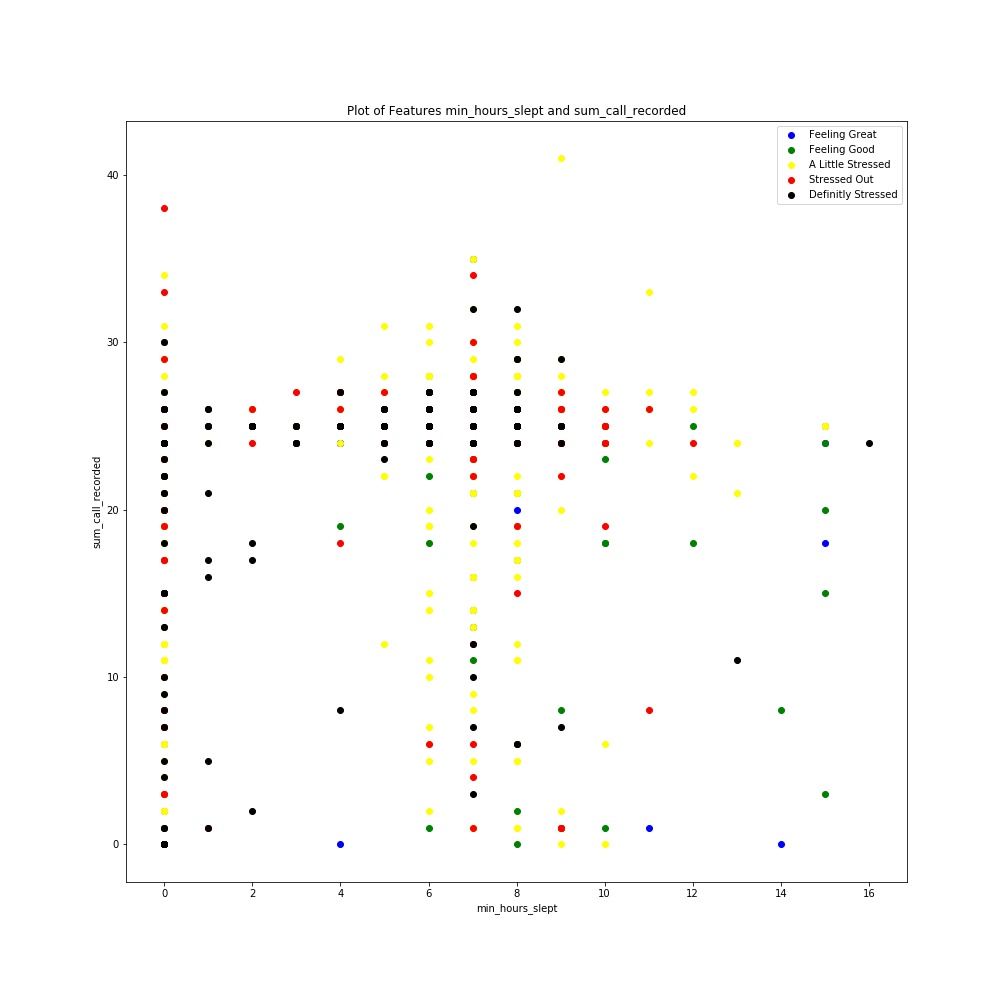 Plot of Features min_hours_slept and sum_call_recorded
Feeling Great
Feeling Good
A Little Stressed
Stressed Out
Definitly Stressed
40
30
20
10
0
sum_call_recorded
0 2 4 6 8 10 12 14 16
min_hours_slept